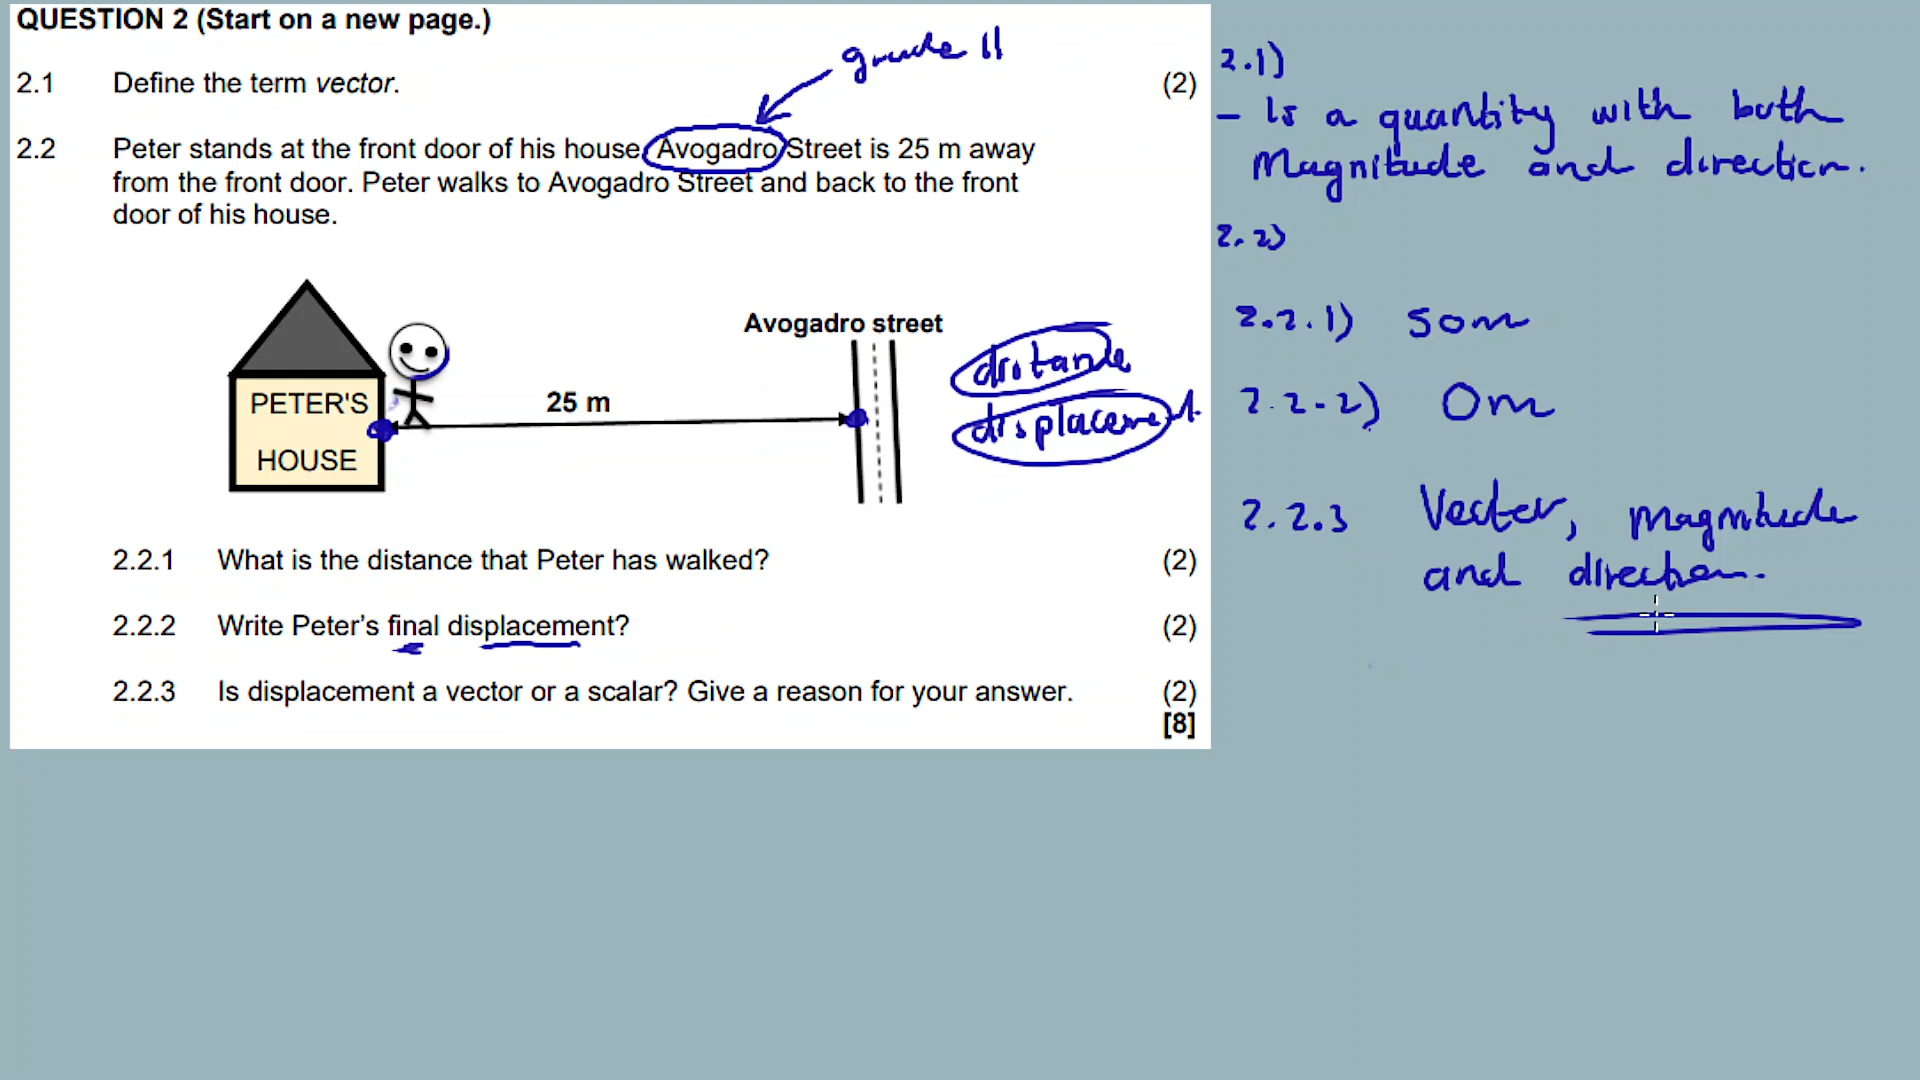 QUESTION 2 (Start on a new page.)
grade 11
2.1 Define the term vector. (2)
2.2 Peter stands at the front door of his house. Avogadro Street is 25 m away
from the front door. Peter walks to Avogadro Street and back to the front
door of his house.
Avogadro street
PETER'S
HOUSE
25 m
distance
displacement
2.2.1 What is the distance that Peter has walked? (2)
2.2.2 Write Peter's final displacement? (2)
2.2.3 Is displacement a vector or a scalar? Give a reason for your answer. (2)
[8]
2.1)
- Is a quantity with both
Magnitude and direction.
2.2)
2.2.1) 50m
2.2.2) 0m
2.2.3 Vector, magnitude
and direction.